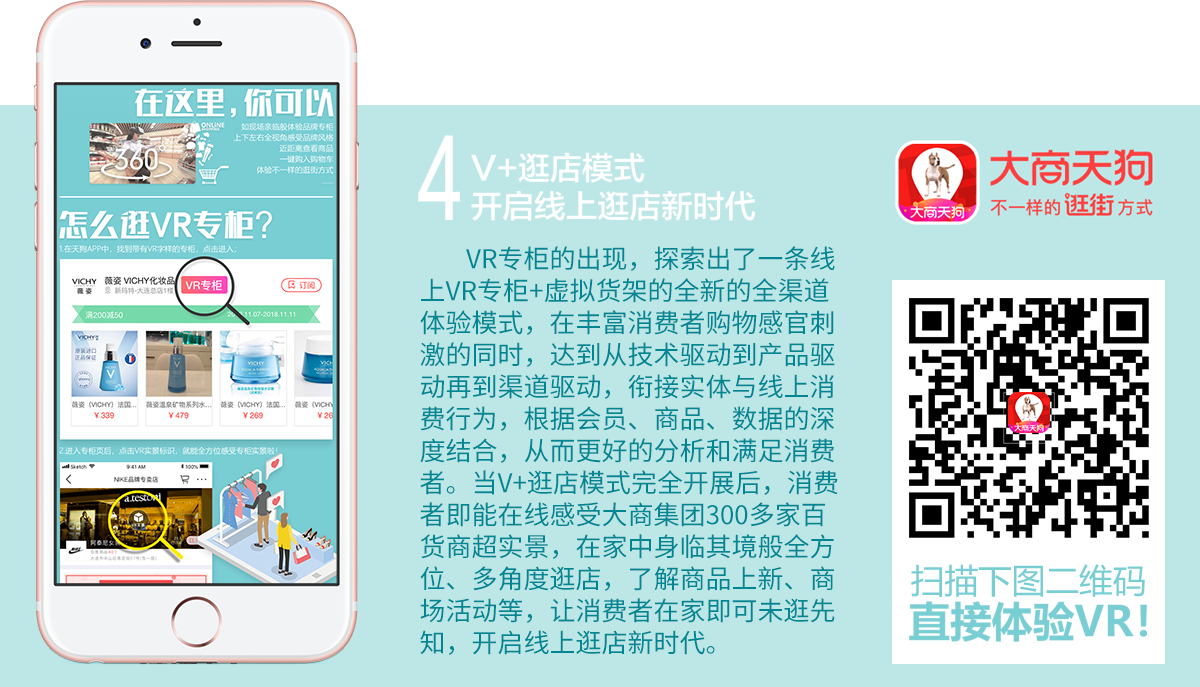 在这里，你可以
ONLINE
360°
如现场亲临般体验品牌专柜
上下左右全视角感受品牌风格
近距离查看商品
一键购入购物车
体验不一样的逛街方式
怎么逛VR专柜？
1.在天狗APP中，找到带有VR字样的专柜，点击进入；
VICHY
薇姿
薇姿 VICHY化妆品
新玛特-大连总店1楼
VR专柜
订阅
满200减50
11.07-2018.11.11
VICHY
原装进口
正品保证
VICHY
薇姿（VICHY）法国...
¥ 339
薇姿温泉矿物系列水...
¥ 479
薇姿（VICHY）法国...
¥ 269
薇姿（V
¥ 26
2.进入专柜页后，点击VR实景标识，就能全方位感受专柜实景啦！
Sketch
9:41 AM
100%
NIKE品牌专卖店
a.testoni
阿泰尼女
4
V+逛店模式
开启线上逛店新时代
VR专柜的出现，探索出了一条线
上VR专柜+虚拟货架的全新的全渠道
体验模式，在丰富消费者购物感官刺
激的同时，达到从技术驱动到产品驱
动再到渠道驱动，衔接实体与线上消
费行为，根据会员、商品、数据的深
度结合，从而更好的分析和满足消费
者。当V+逛店模式完全开展后，消费
者即能在线感受大商集团300多家百
货商超实景，在家中身临其境般全方
位、多角度逛店，了解商品上新、商
场活动等，让消费者在家即可未逛先
知，开启线上逛店新时代。
大商天狗
大商天狗
不一样的逛街方式
大商天狗
扫描下图二维码
直接体验VR！